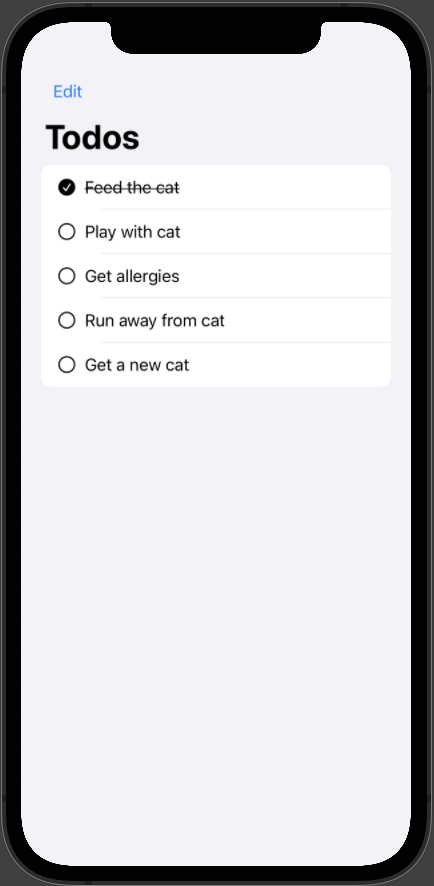 Edit
Todos
Feed the cat
Play with cat
Get allergies
Run away from cat
Get a new cat